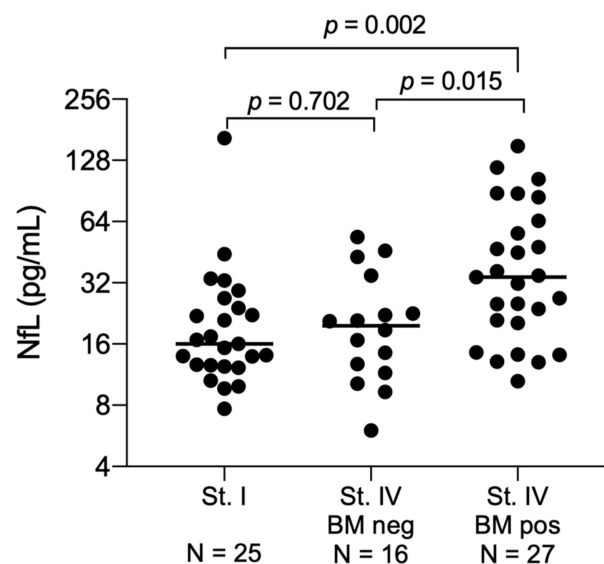 p = 0.002
p = 0.702
p = 0.015
NfL (pg/mL)
256
128
64
32
16
8
4
St. I
St. IV
BM neg
St. IV
BM pos
N = 25
N = 16
N = 27